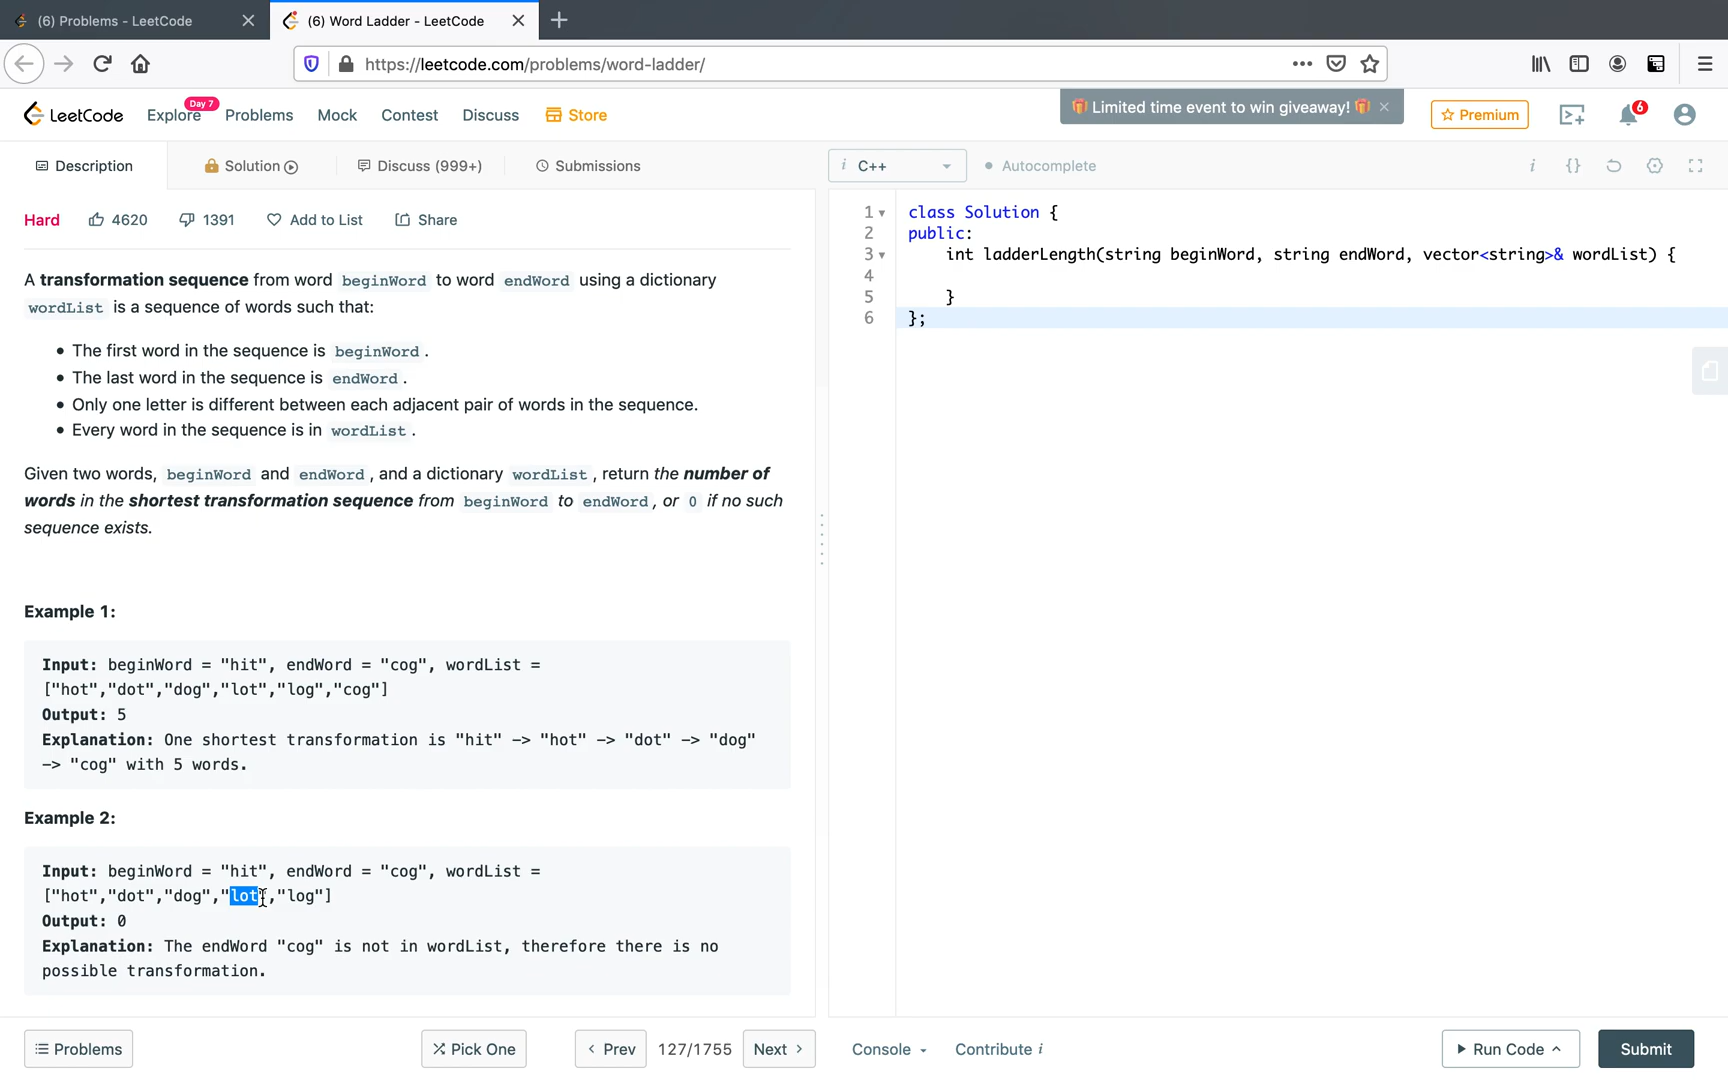 (6) Problems - LeetCode
(6) Word Ladder - LeetCode
https://leetcode.com/problems/word-ladder/
LeetCode
Explore
Day 7
Problems
Mock
Contest
Discuss
Store
Limited time event to win giveaway!
Premium
6
Description
Solution
Discuss (999+)
Submissions
i C++
Autocomplete
i {}
Hard
4620
1391
Add to List
Share
A transformation sequence from word beginWord to word endWord using a dictionary
wordList is a sequence of words such that:
• The first word in the sequence is beginWord.
• The last word in the sequence is endWord.
• Only one letter is different between each adjacent pair of words in the sequence.
• Every word in the sequence is in wordList.
Given two words, beginWord and endWord, and a dictionary wordList, return the number of
words in the shortest transformation sequence from beginWord to endWord, or 0 if no such
sequence exists.
Example 1:
Input: beginWord = "hit", endWord = "cog", wordList =
["hot","dot","dog","lot","log","cog"]
Output: 5
Explanation: One shortest transformation is "hit" -> "hot" -> "dot" -> "dog"
-> "cog" with 5 words.
Example 2:
Input: beginWord = "hit", endWord = "cog", wordList =
["hot","dot","dog","lot","log"]
Output: 0
Explanation: The endWord "cog" is not in wordList, therefore there is no
possible transformation.
1 class Solution {
2 public:
3 int ladderLength(string beginWord, string endWord, vector<string>& wordList) {
4
5 }
6 };
Problems
Pick One
Prev
127/1755
Next
Console
Contribute i
Run Code
Submit